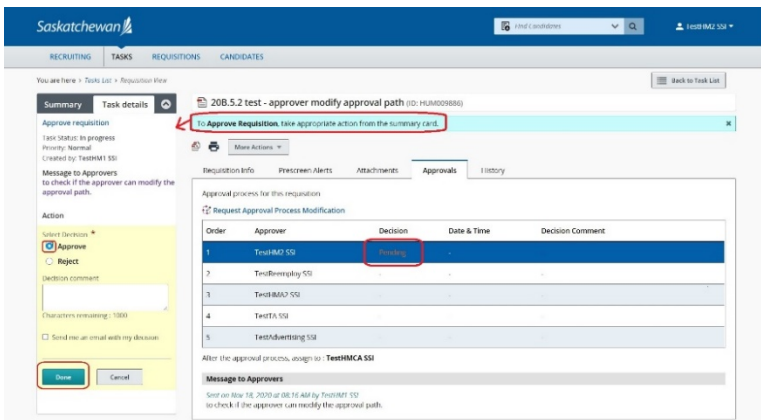 Saskatchewan
Find Candidates
TestHM2 SSI
RECRUITING TASKS REQUISITIONS CANDIDATES
You are here > Tasks List > Requisition View
Back to Task List
Summary Task details
Approve requisition
Task Status: In progress
Priority: Normal
Created by: TestHM1 SSI
Message to Approvers
to check if the approver can modify the
approval path.
Action
Select Decision *
Approve
Reject
Decision comment
Characters remaining : 1000
Send me an email with my decision
Done Cancel
20B.5.2 test - approver modify approval path (ID: HUM009886)
To Approve Requisition, take appropriate action from the summary card.
More Actions
Requisition Info Prescreen Alerts Attachments Approvals History
Approval process for this requisition
Request Approval Process Modification
Order Approver Decision Date & Time Decision Comment
1 TestHM2 SSI Pending -
2 TestReemploy SSI - -
3 TestHMA2 SSI
4 TestTA SSI
5 TestAdvertising SSI
After the approval process, assign to : TestHMCA SSI
Message to Approvers
Sent on Nov 18, 2020 at 08:16 AM by TestHM1 SSI
to check if the approver can modify the approval path.